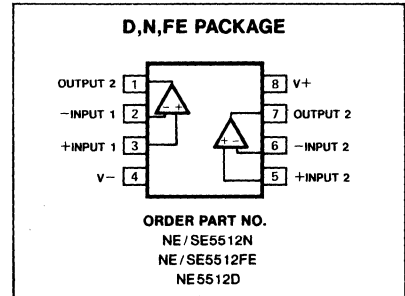 D,N,FE PACKAGE
OUTPUT 2 1
8 V+
−INPUT 1 2
7 OUTPUT 2
+INPUT 1 3
6 −INPUT 2
V− 4
5 +INPUT 2
− +
+ −
ORDER PART NO.
NE/SE5512N
NE/SE5512FE
NE5512D